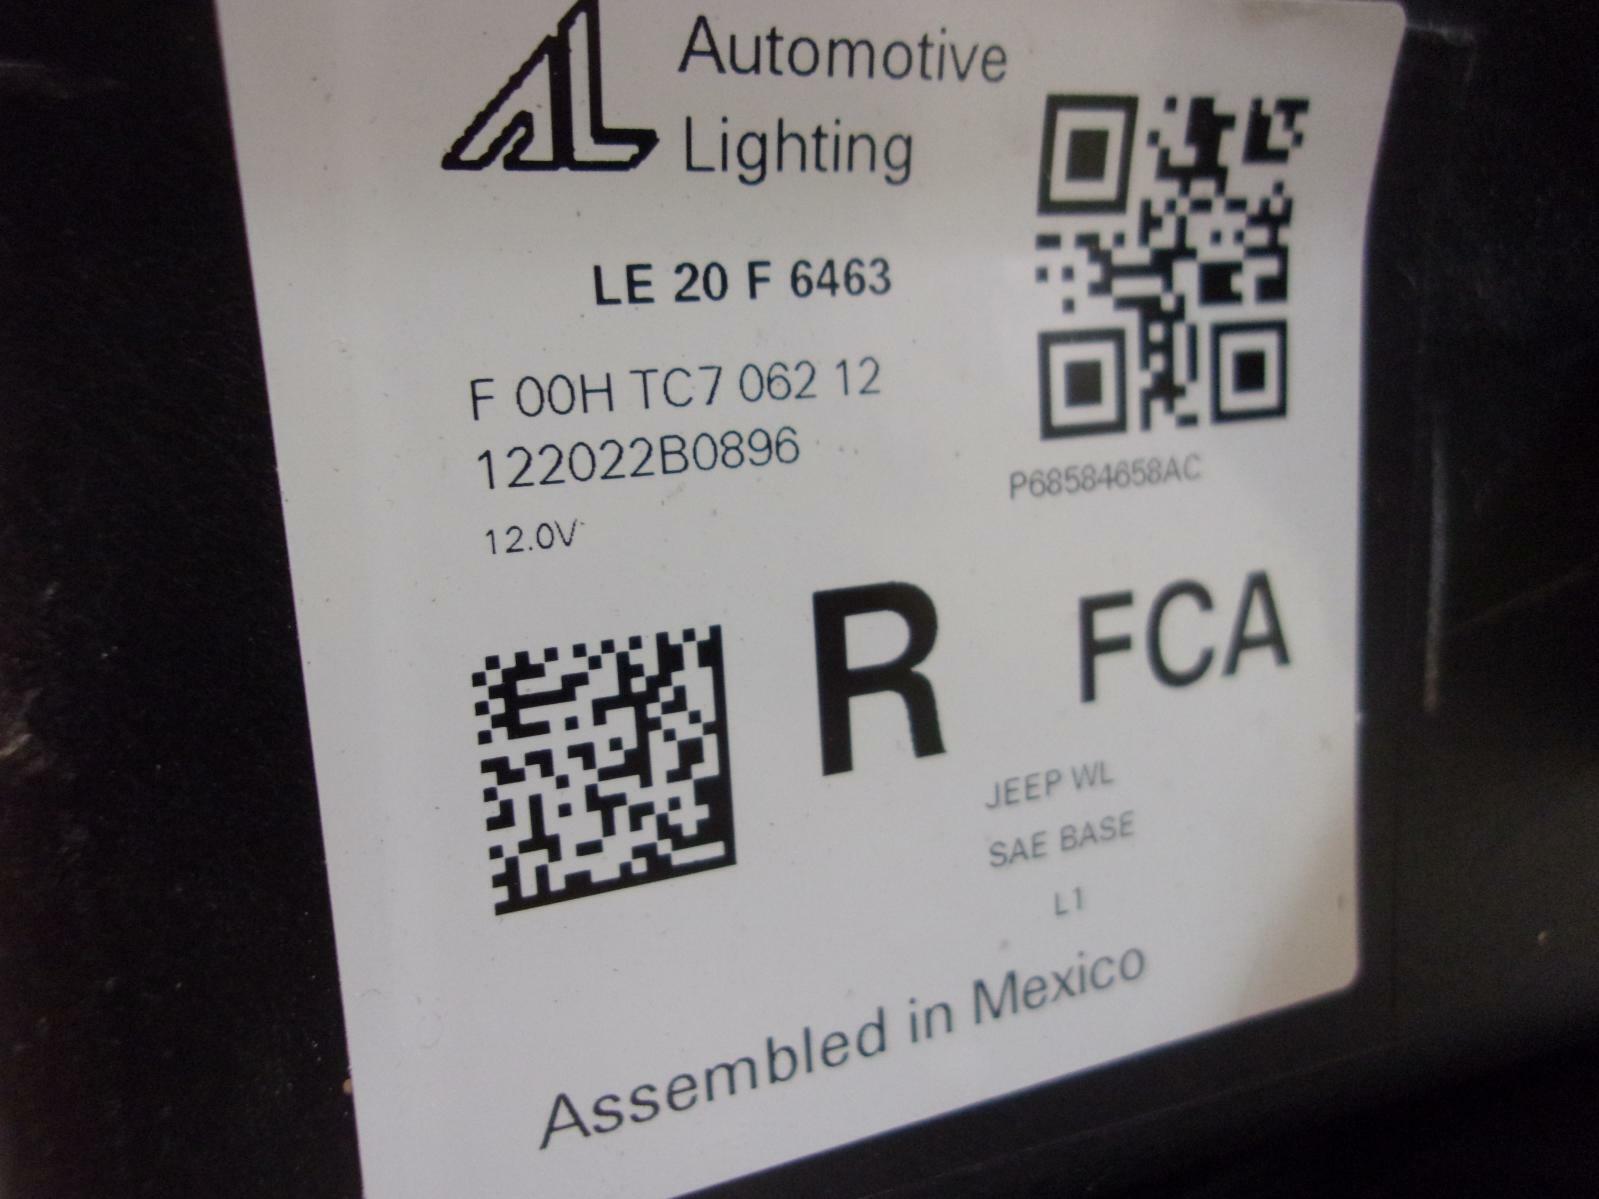 Automotive
Lighting
LE 20 F 6463
F 00H TC7 062 12
122022B0896
12.0V
P68584658AC
R
FCA
JEEP WL
SAE BASE
L1
Assembled in Mexico